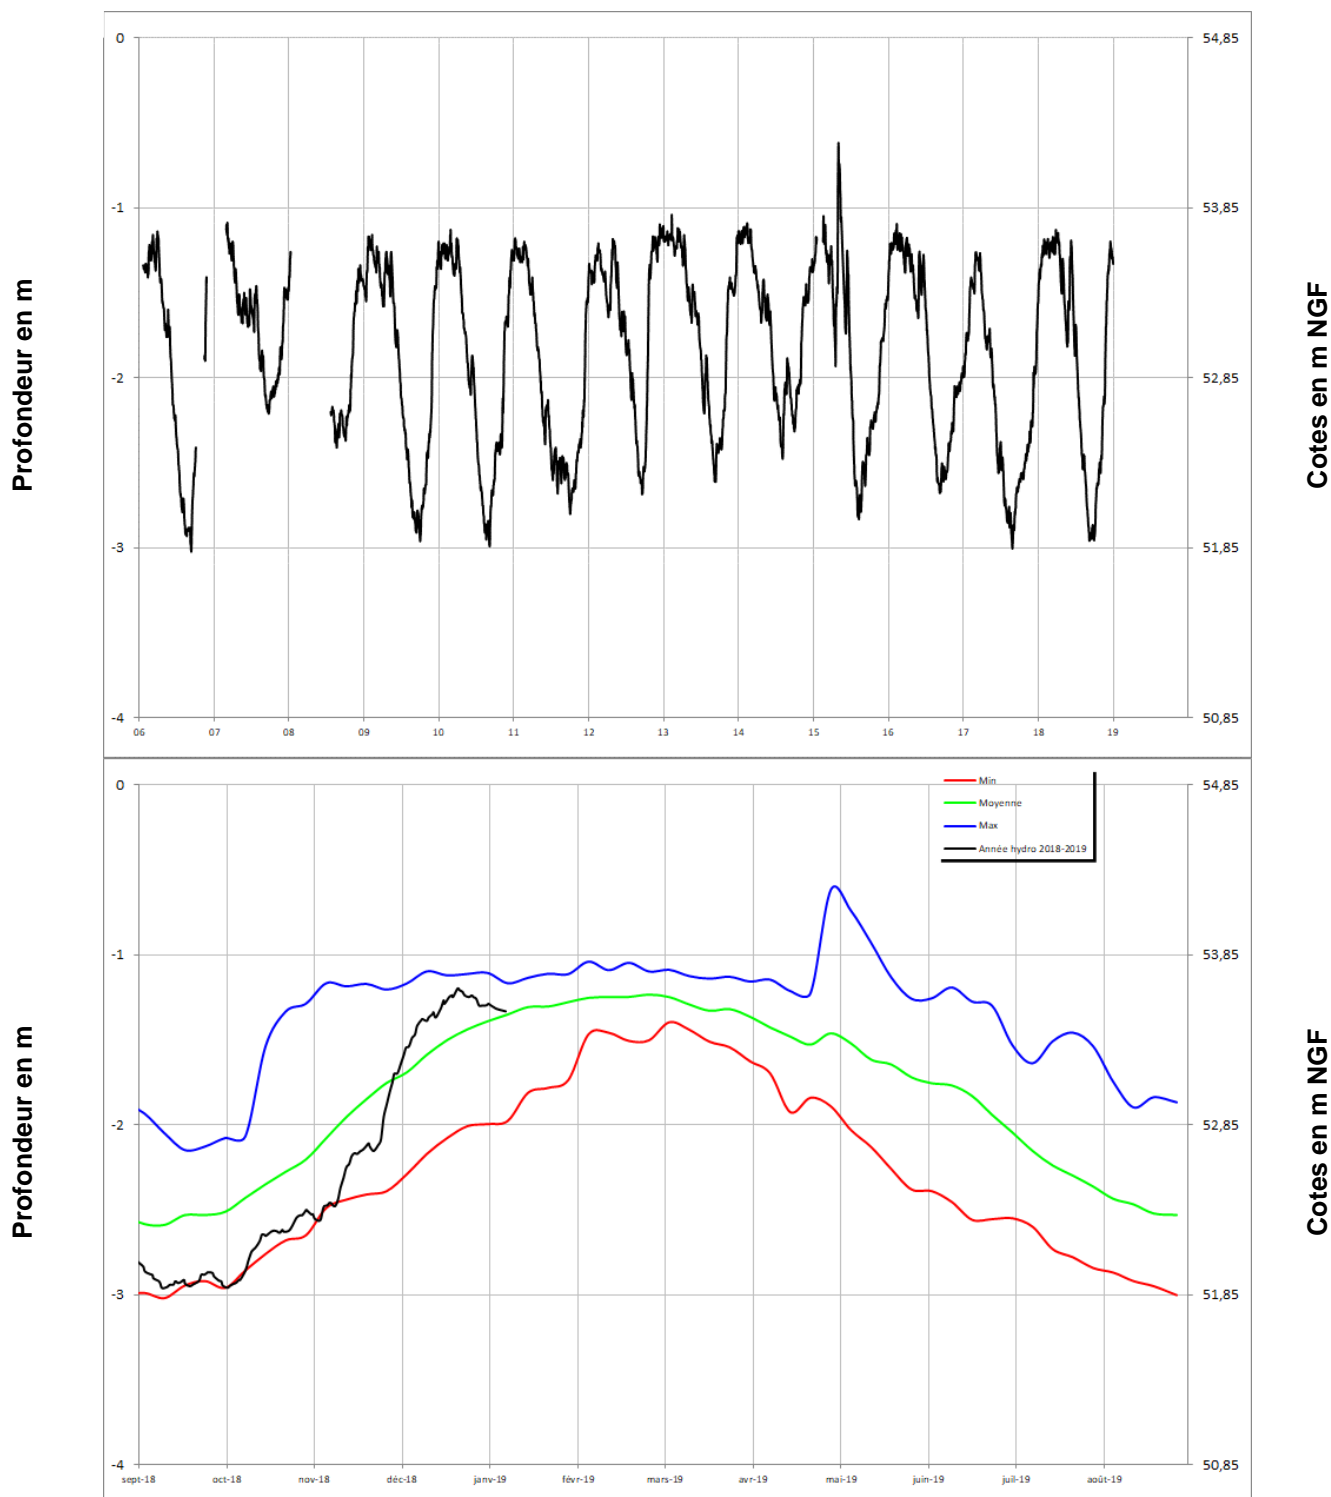 0
54,85
-1
53,85
Profondeur en m
Cotes en m NGF
-2
52,85
-3
51,85
-4
50,85
06 07 08 09 10 11 12 13 14 15 16 17 18 19
0
54,85
Min
Moyenne
Max
Année hydro 2018-2019
-1
53,85
Profondeur en m
Cotes en m NGF
-2
52,85
-3
51,85
-4
50,85
sept-18 oct-18 nov-18 déc-18 janv-19 févr-19 mars-19 avr-19 mai-19 juin-19 juil-19 août-19